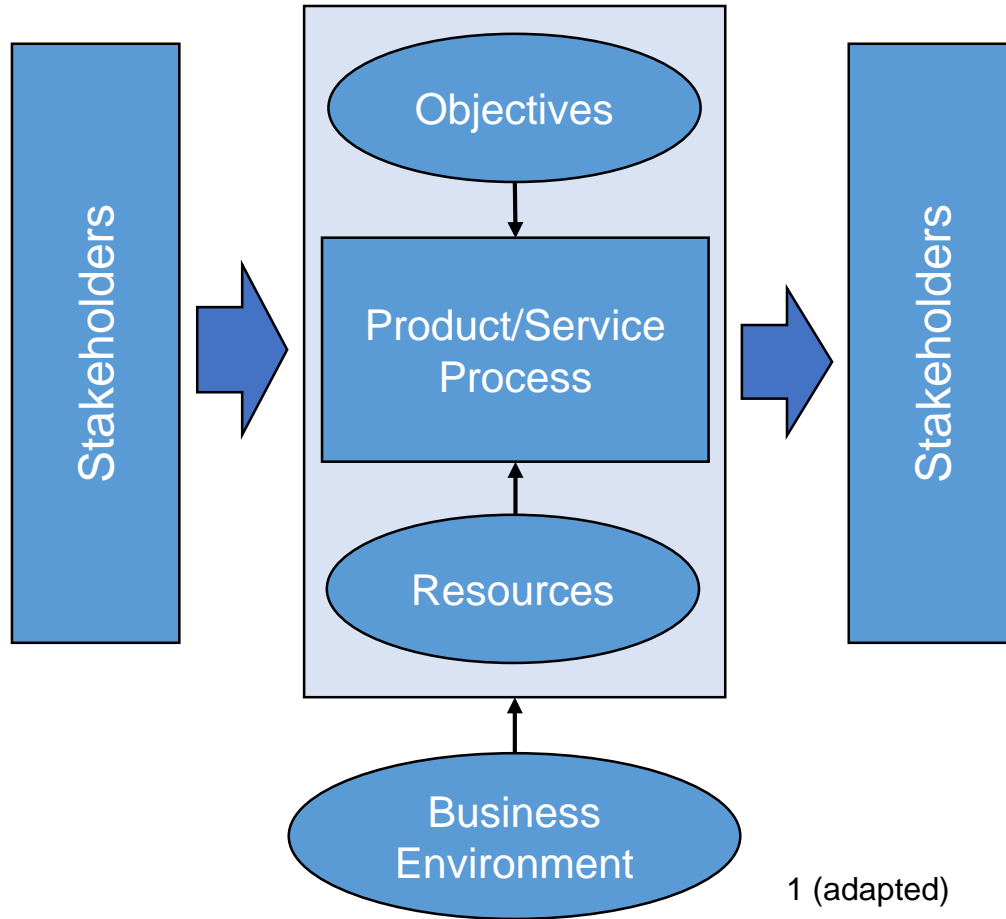 Stakeholders
Objectives
Product/Service
Process
Resources
Stakeholders
Business
Environment
1 (adapted)